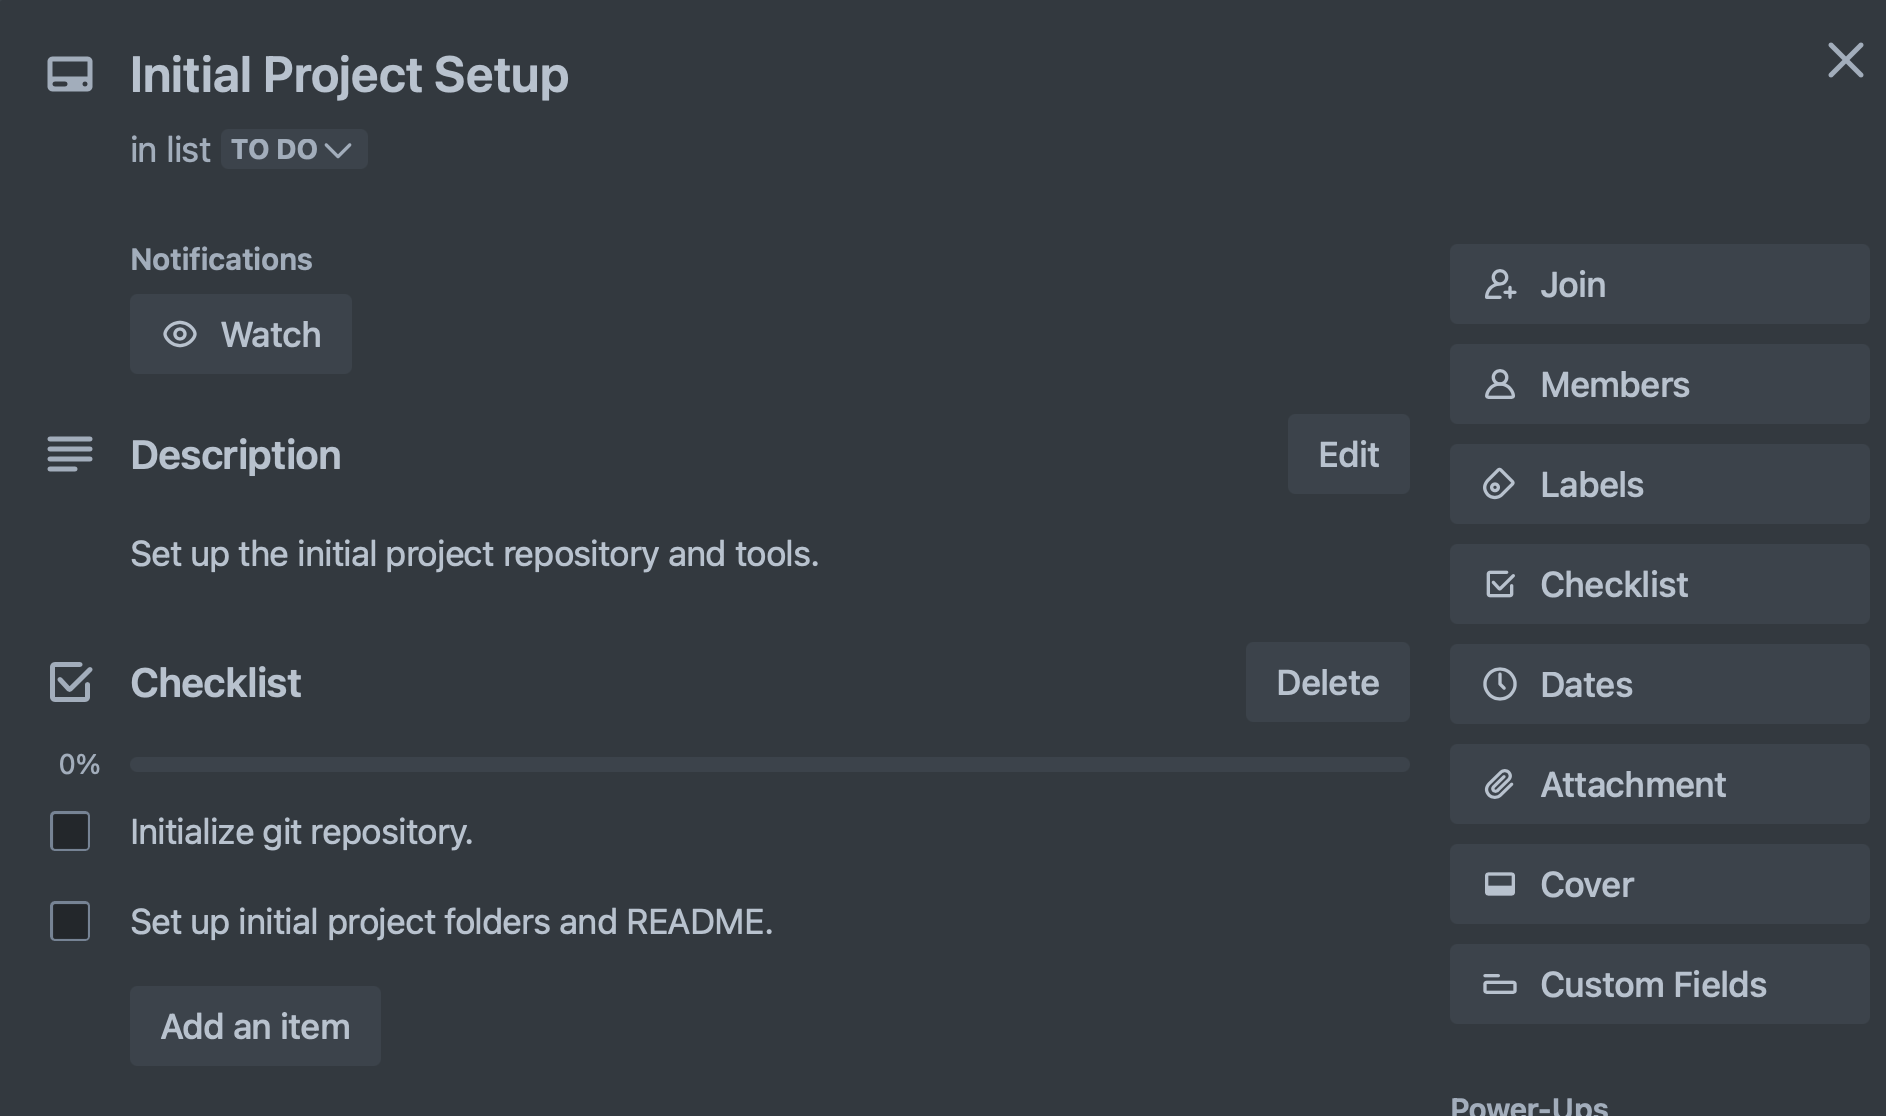 Initial Project Setup
in list TO DO
Notifications
Watch
Description
Edit
Set up the initial project repository and tools.
Checklist
Delete
0%
Initialize git repository.
Set up initial project folders and README.
Add an item
Join
Members
Labels
Checklist
Dates
Attachment
Cover
Custom Fields
Power-Ups